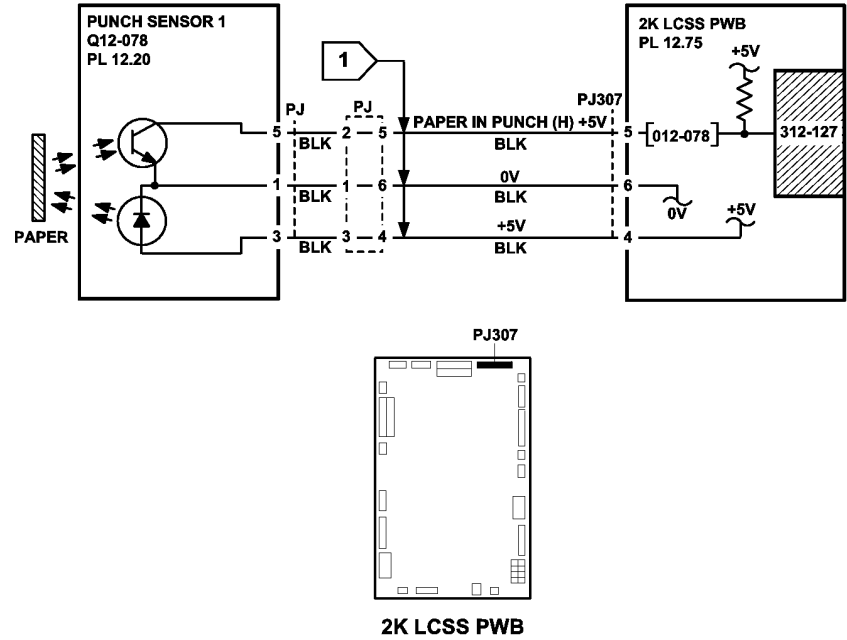 PUNCH SENSOR 1
Q12-078
PL 12.20
2K LCSS PWB
PL 12.75
+5V
1
PJ
PJ
PJ307
5
2
5
PAPER IN PUNCH (H) +5V
5
012-078
312-127
BLK
BLK
1
1
6
0V
6
BLK
BLK
0V
+5V
PAPER
3
3
4
+5V
4
BLK
BLK
PJ307
2K LCSS PWB